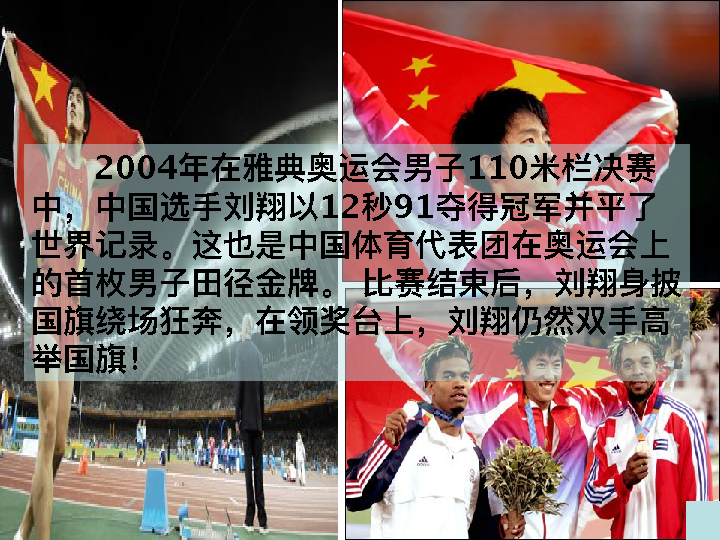 2004年在雅典奥运会男子110米栏决赛
中，中国选手刘翔以12秒91夺得冠军并平了
世界记录。这也是中国体育代表团在奥运会上
的首枚男子田径金牌。 比赛结束后，刘翔身披
国旗绕场狂奔，在领奖台上，刘翔仍然双手高
举国旗！
CHINA
adidas